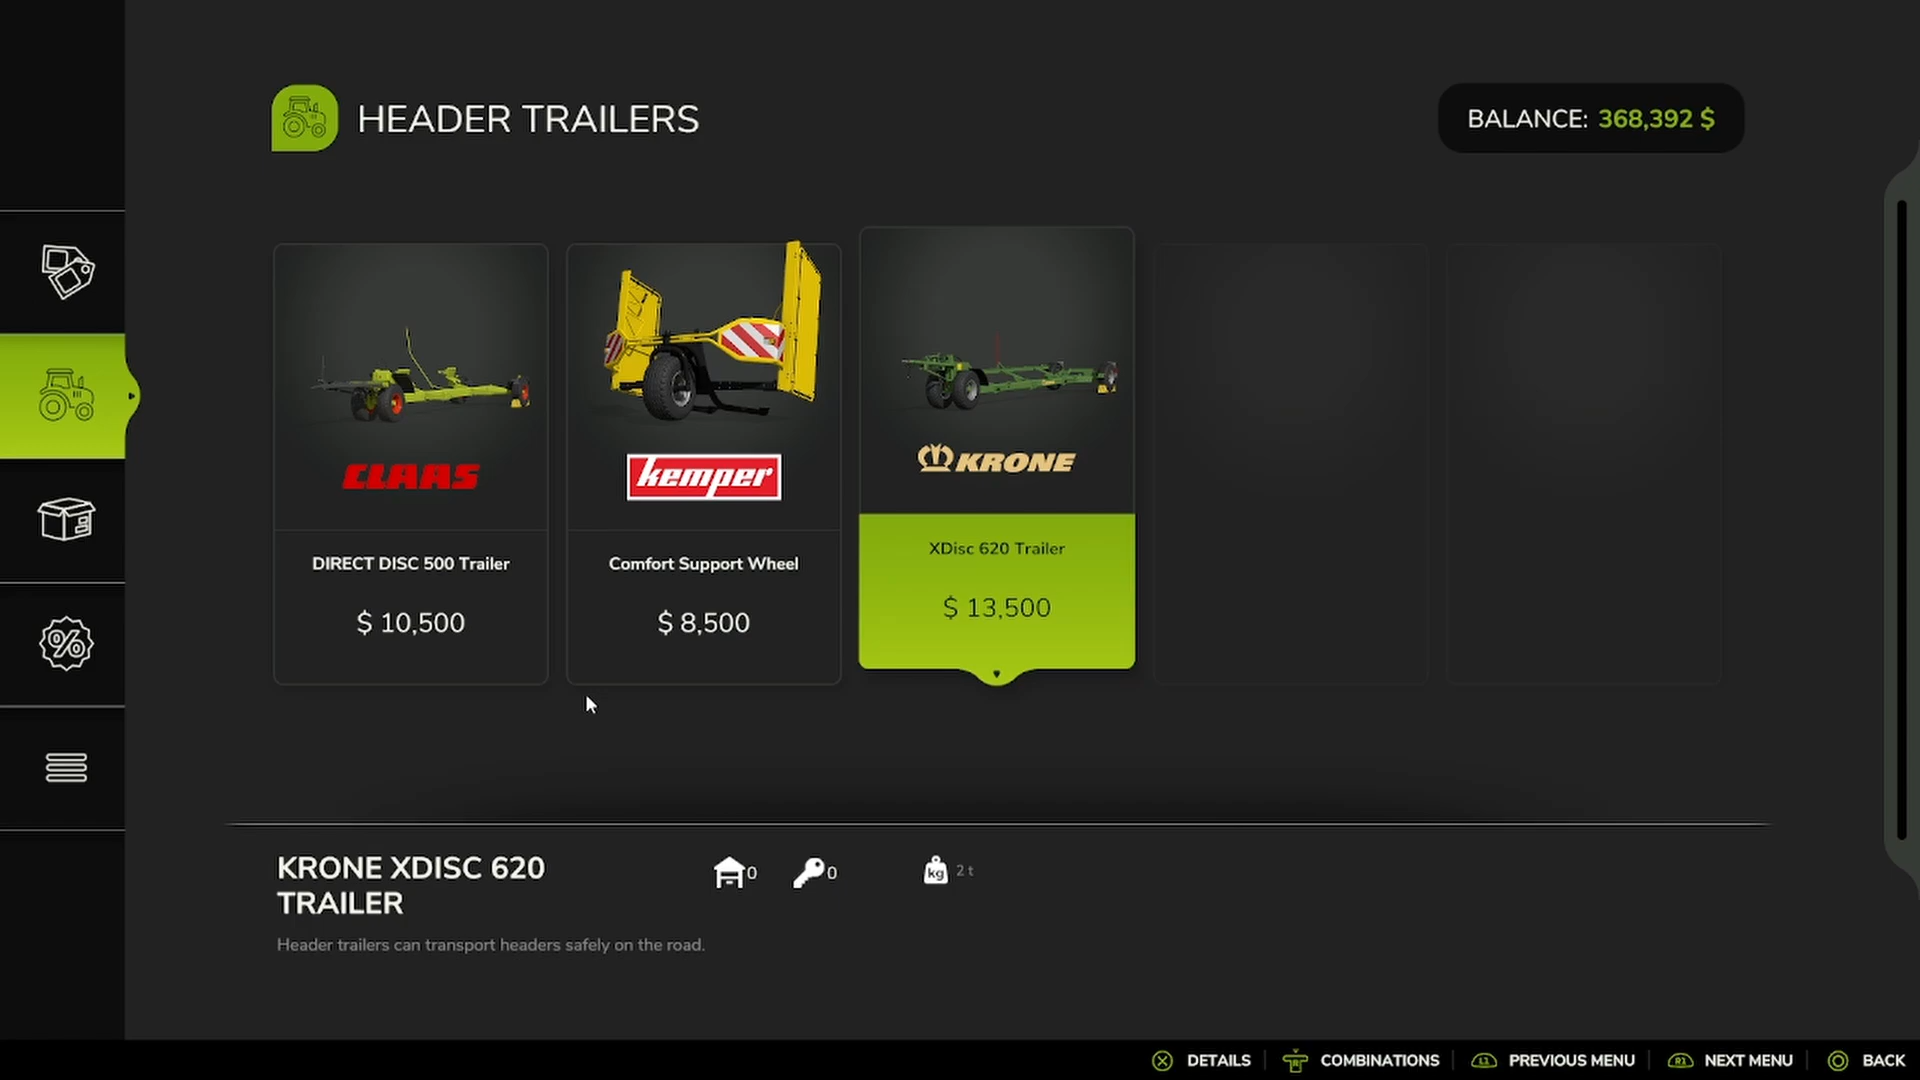 HEADER TRAILERS
BALANCE: 368,392 $
CLAAS
kemper
KRONE
DIRECT DISC 500 Trailer
Comfort Support Wheel
XDisc 620 Trailer
$ 10,500
$ 8,500
$ 13,500
KRONE XDISC 620
TRAILER
0
0
kg 2 t
Header trailers can transport headers safely on the road.
DETAILS
COMBINATIONS
L1 PREVIOUS MENU
R1 NEXT MENU
BACK